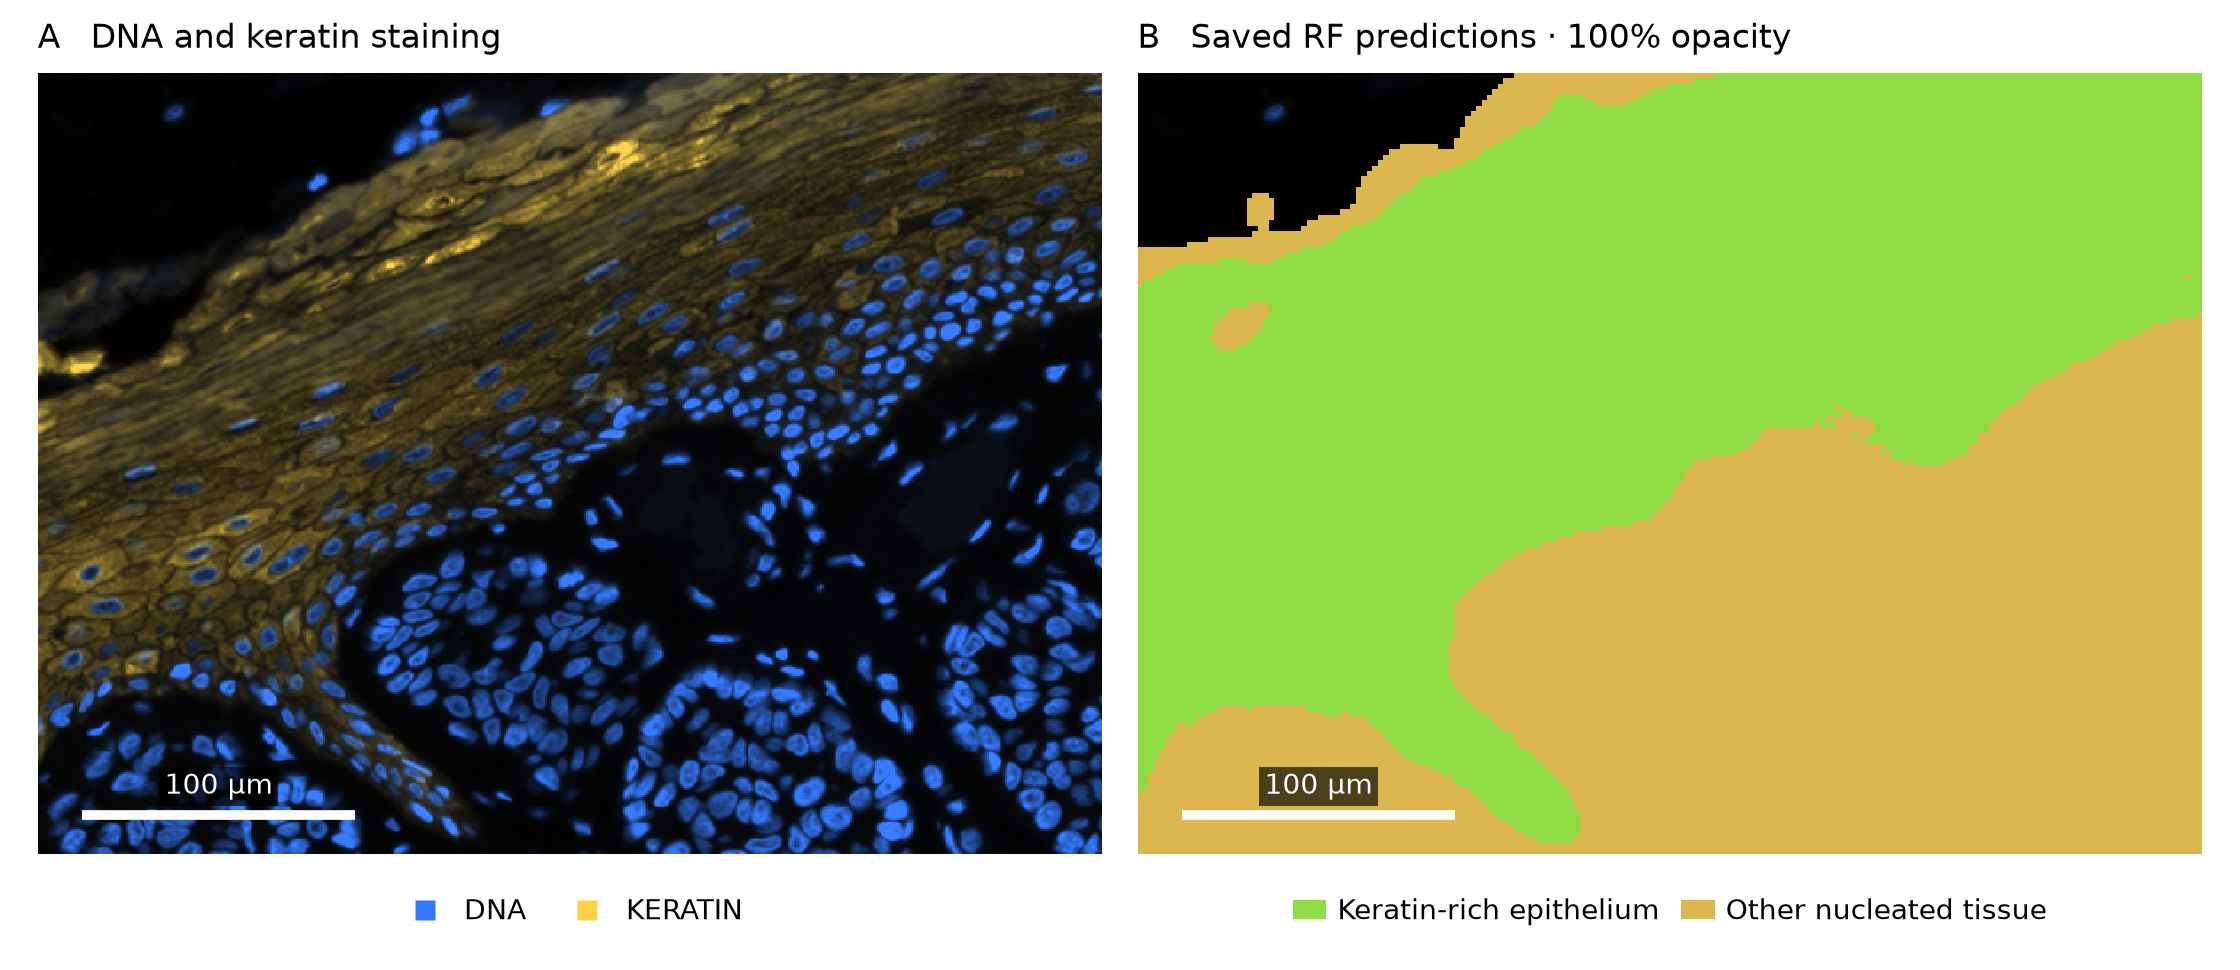 A DNA and keratin staining
B Saved RF predictions · 100% opacity
100 µm
100 µm
DNA KERATIN
Keratin-rich epithelium Other nucleated tissue